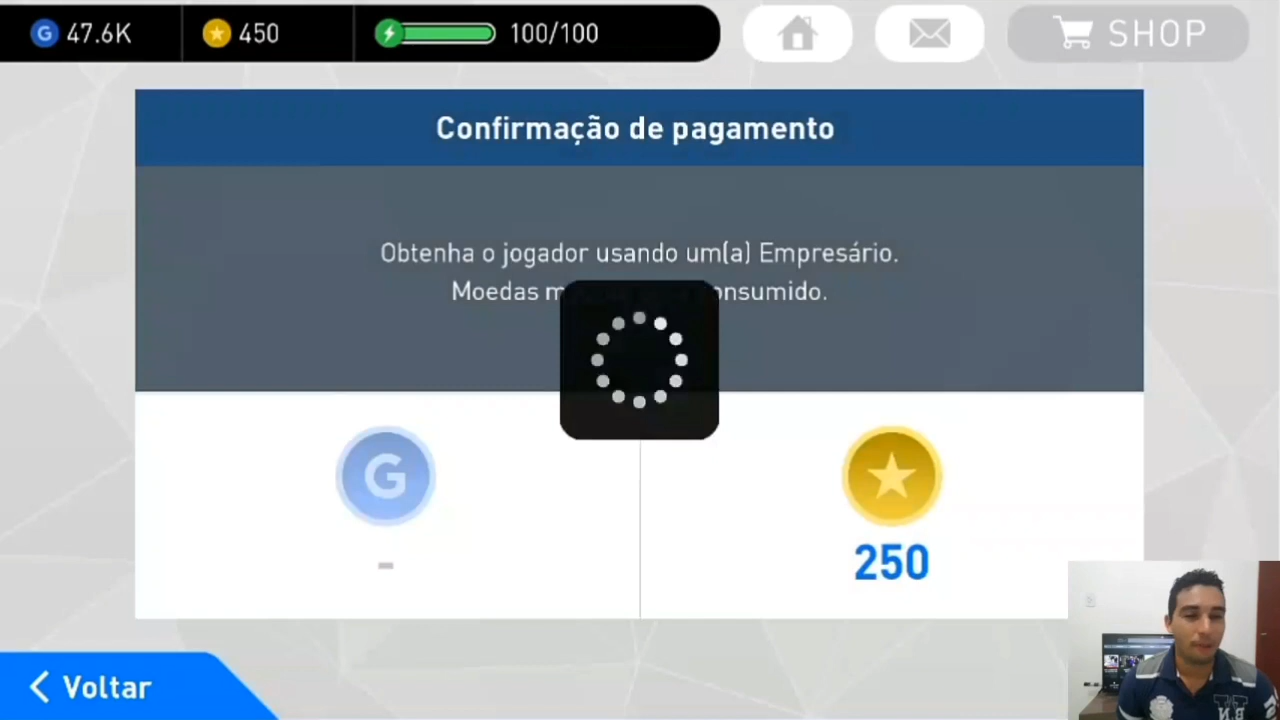 G 47.6K
450
100/100
SHOP
Confirmação de pagamento
Obtenha o jogador usando um(a) Empresário.
Moedas onsumido.
G
-
250
Voltar